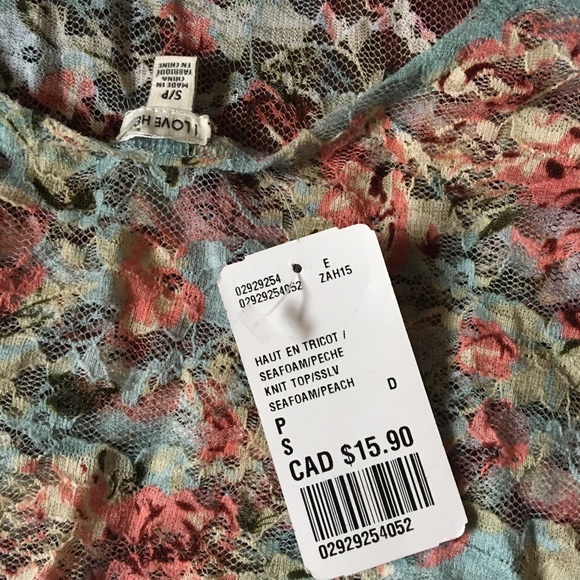 S/P
MADE IN
CHINA
FABRIQUÉ
EN CHINE
I LOVE HE
02929254 E
02929254052 ZAH15
HAUT EN TRICOT /
SEAFOAM/PECHE
KNIT TOP/SSLV
SEAFOAM/PEACH D
P
S
CAD $15.90
02929254052